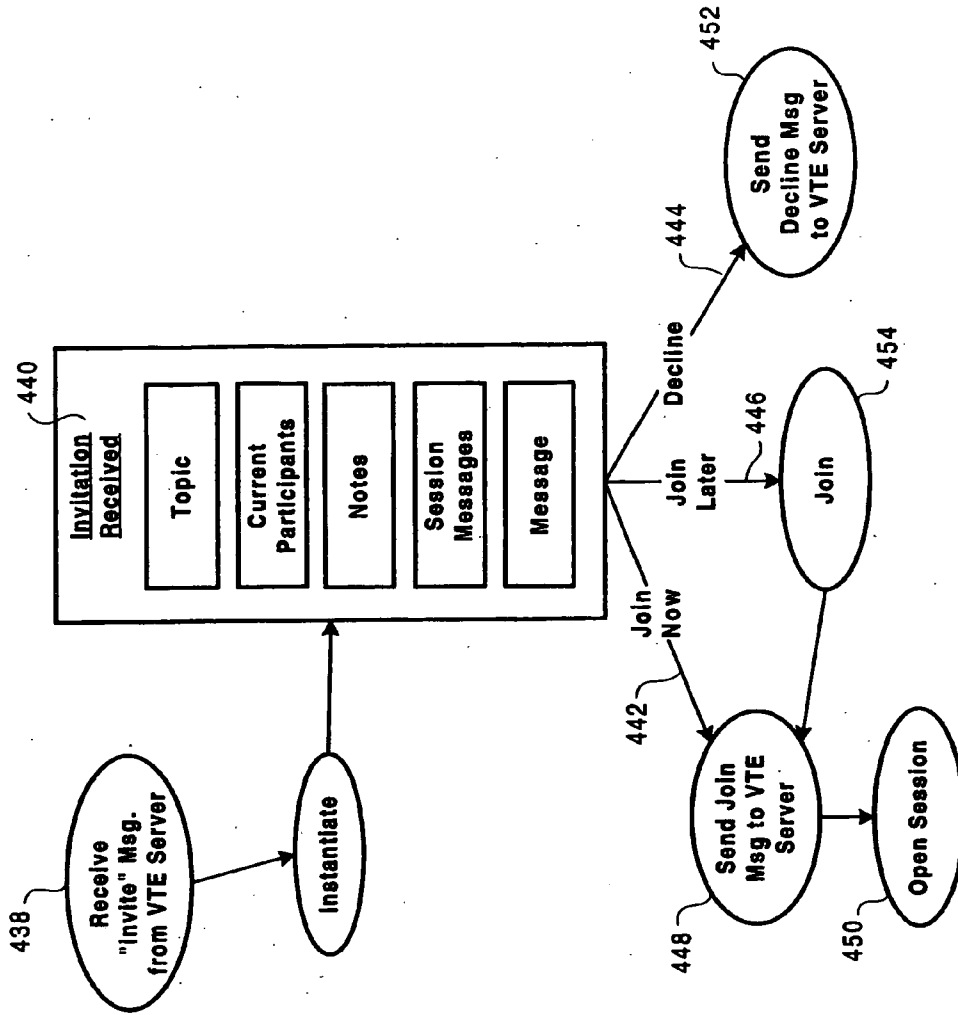 438
Receive
"Invite" Msg.
from VTE Server
Instantiate
440
Invitation
Received
Topic
Current
Participants
Notes
Session
Messages
Message
Join
Now
442
Join
Later
446
Decline
444
448
Send Join
Msg to VTE
Server
450
Open Session
Join
454
Send
Decline Msg
to VTE Server
452